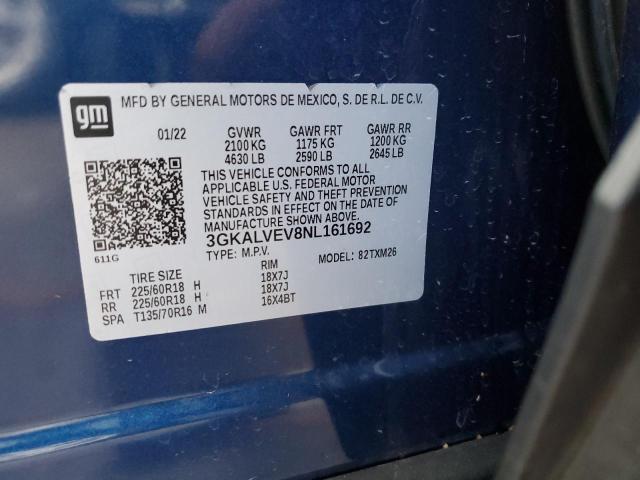 gm
MFD BY GENERAL MOTORS DE MEXICO, S. DE R.L. DE C.V.
01/22 GVWR GAWR FRT GAWR RR
2100 KG 1175 KG 1200 KG
4630 LB 2590 LB 2645 LB
THIS VEHICLE CONFORMS TO ALL
APPLICABLE U.S. FEDERAL MOTOR
VEHICLE SAFETY AND THEFT PREVENTION
STANDARDS IN EFFECT ON THE DATE OF
MANUFACTURE SHOWN ABOVE.
3GKALVEV8NL161692
611G
TYPE: M.P.V. MODEL: 82TXM26
TIRE SIZE RIM
FRT 225/60R18 H 18X7J
RR 225/60R18 H 18X7J
SPA T135/70R16 M 16X4BT